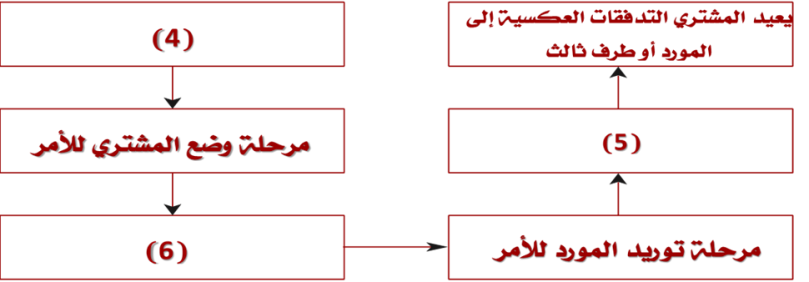 (4)
مرحلة وضع المشتري للأمر
(6)
يعيد المشتري التدفقات العكسية إلى
المورد أو طرف ثالث
(5)
مرحلة توريد المورد للأمر